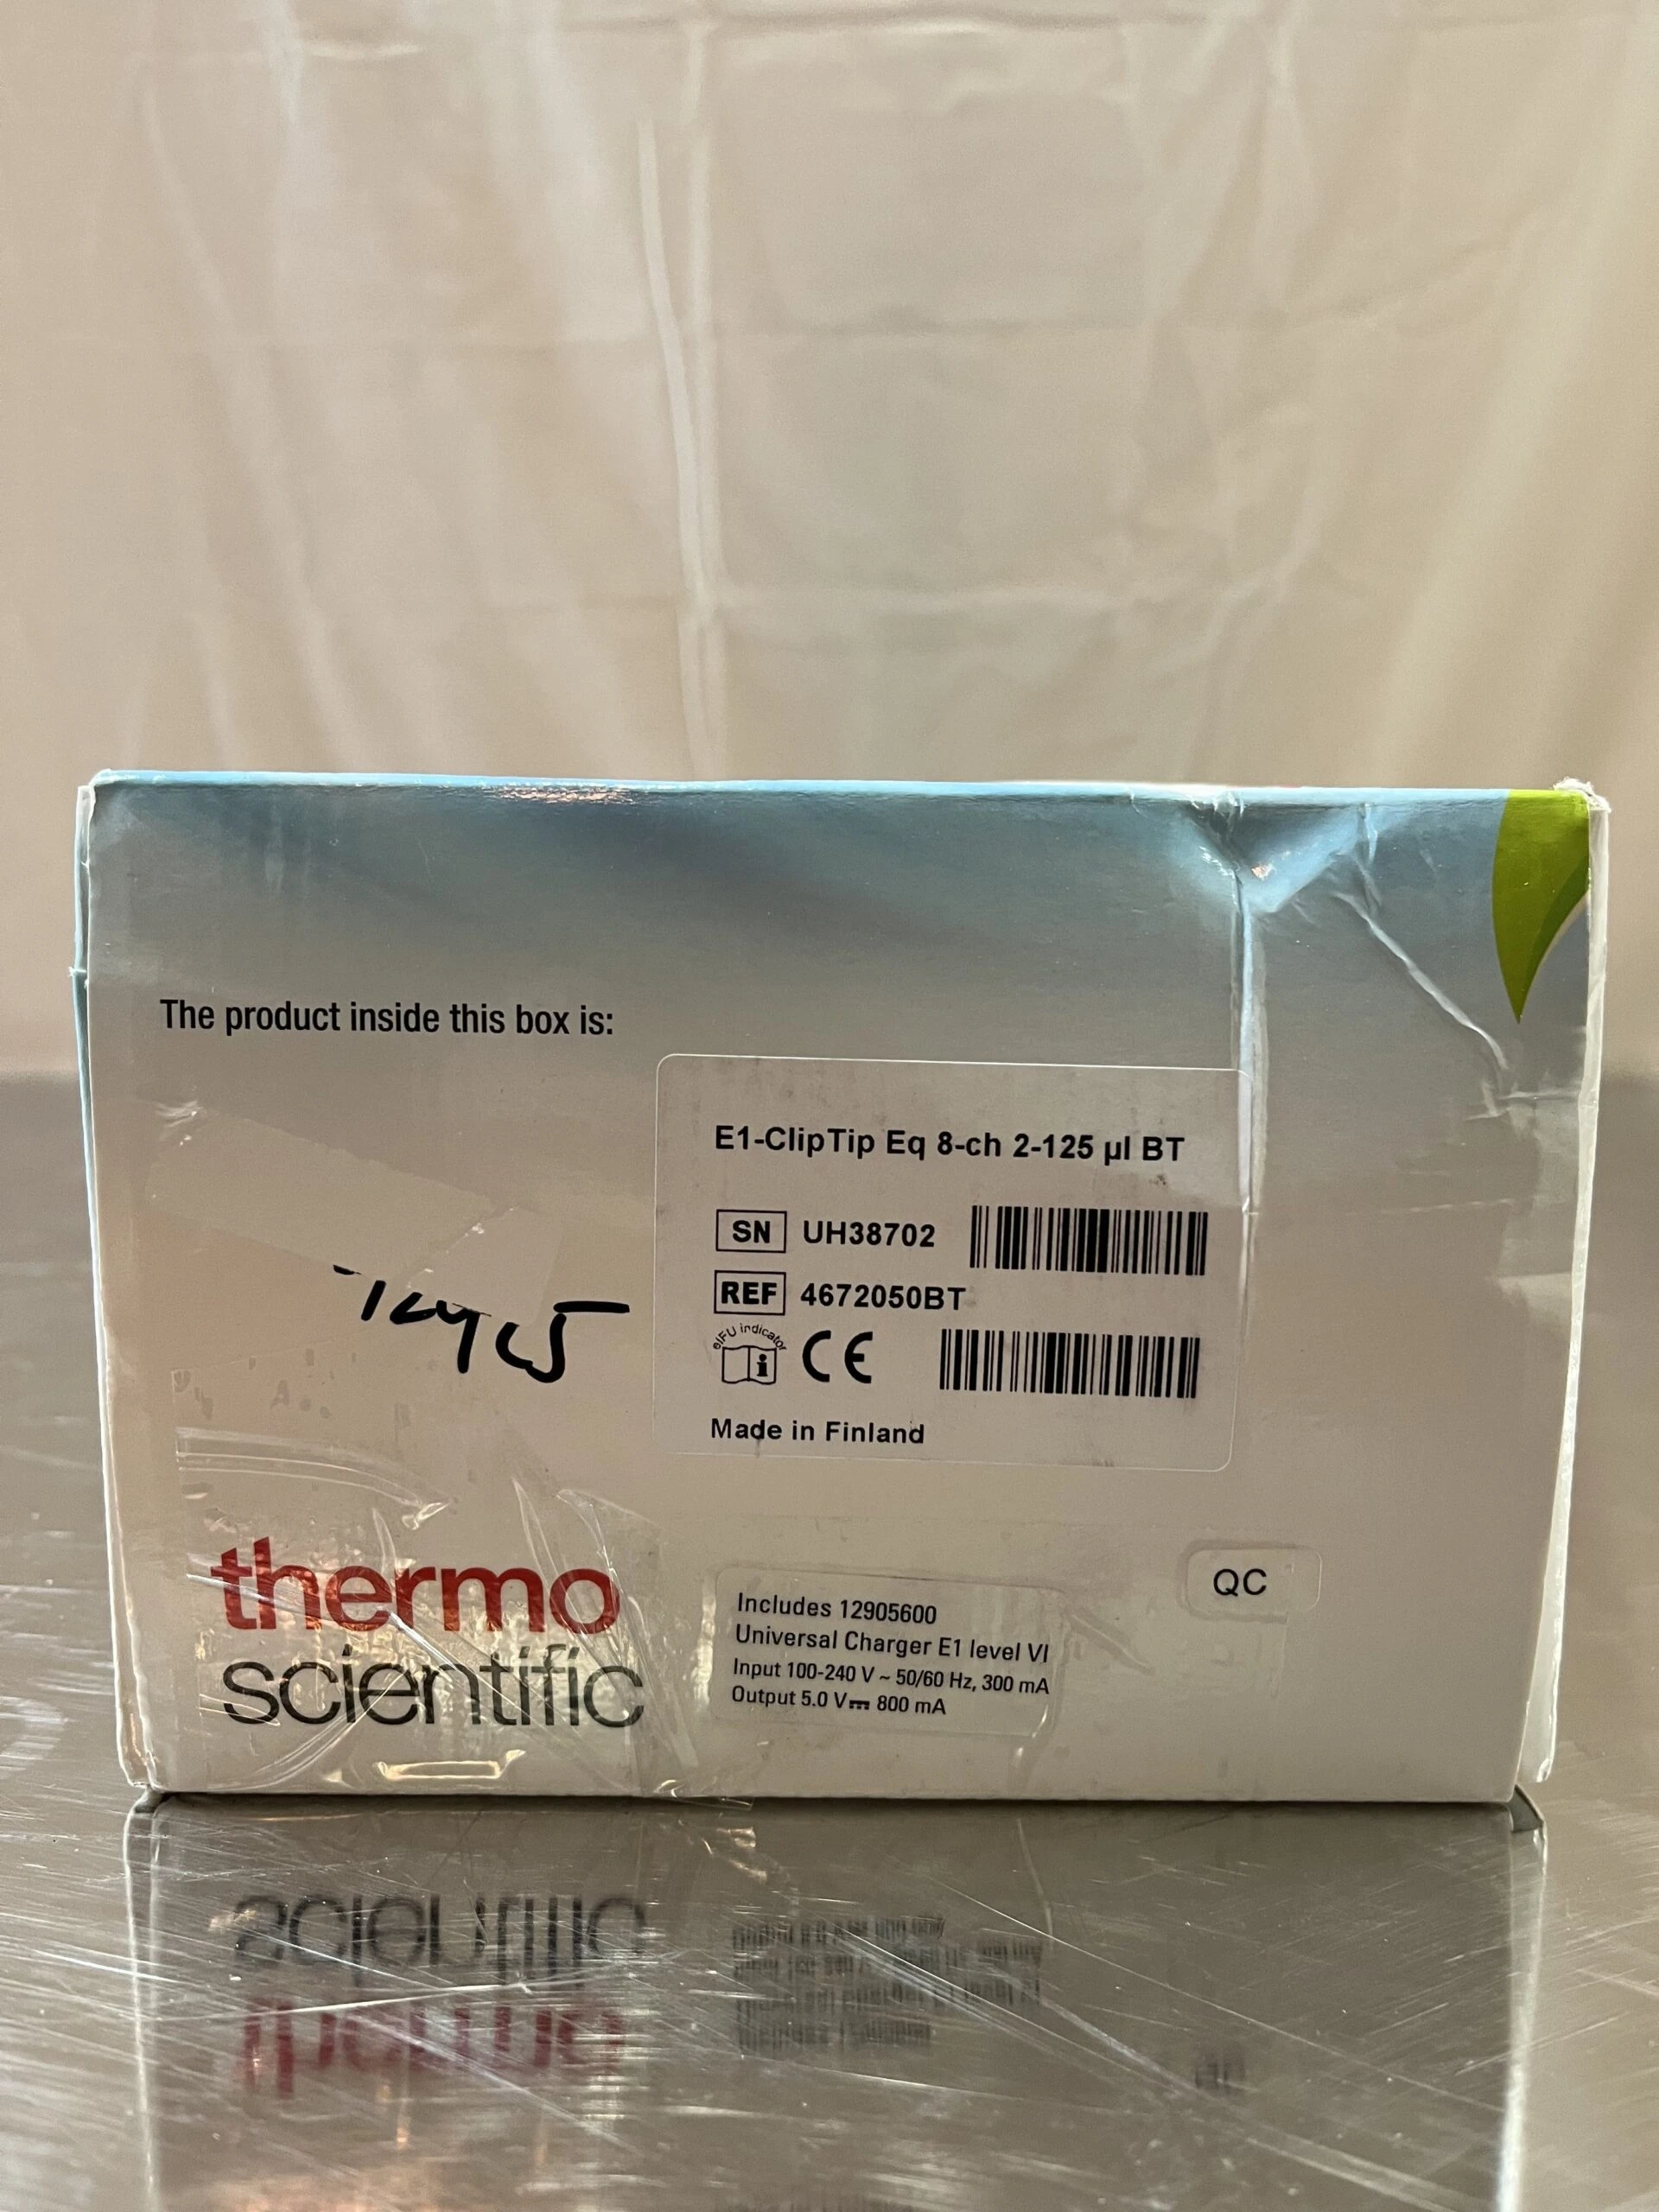 The product inside this box is:
E1-ClipTip Eq 8-ch 2-125 µl BT
SN UH38702
REF 4672050BT
eIFU indicator
CE
Made in Finland
thermo
scientific
Includes 12905600
Universal Charger E1 level VI
Input 100-240 V ~ 50/60 Hz, 300 mA
Output 5.0 V⎓ 800 mA
QC